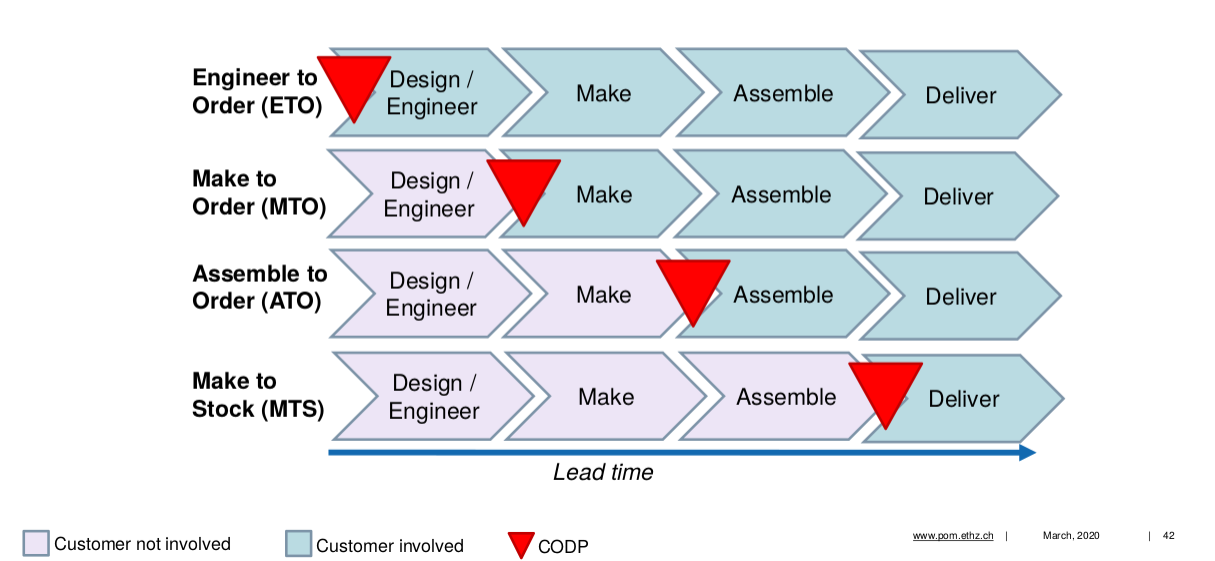 Engineer to
Order (ETO)
Design /
Engineer
Make
Assemble
Deliver
Make to
Order (MTO)
Design /
Engineer
Make
Assemble
Deliver
Assemble to
Order (ATO)
Design /
Engineer
Make
Assemble
Deliver
Make to
Stock (MTS)
Design /
Engineer
Make
Assemble
Deliver
Lead time
Customer not involved
Customer involved
CODP
www.pom.ethz.ch | March, 2020 | 42